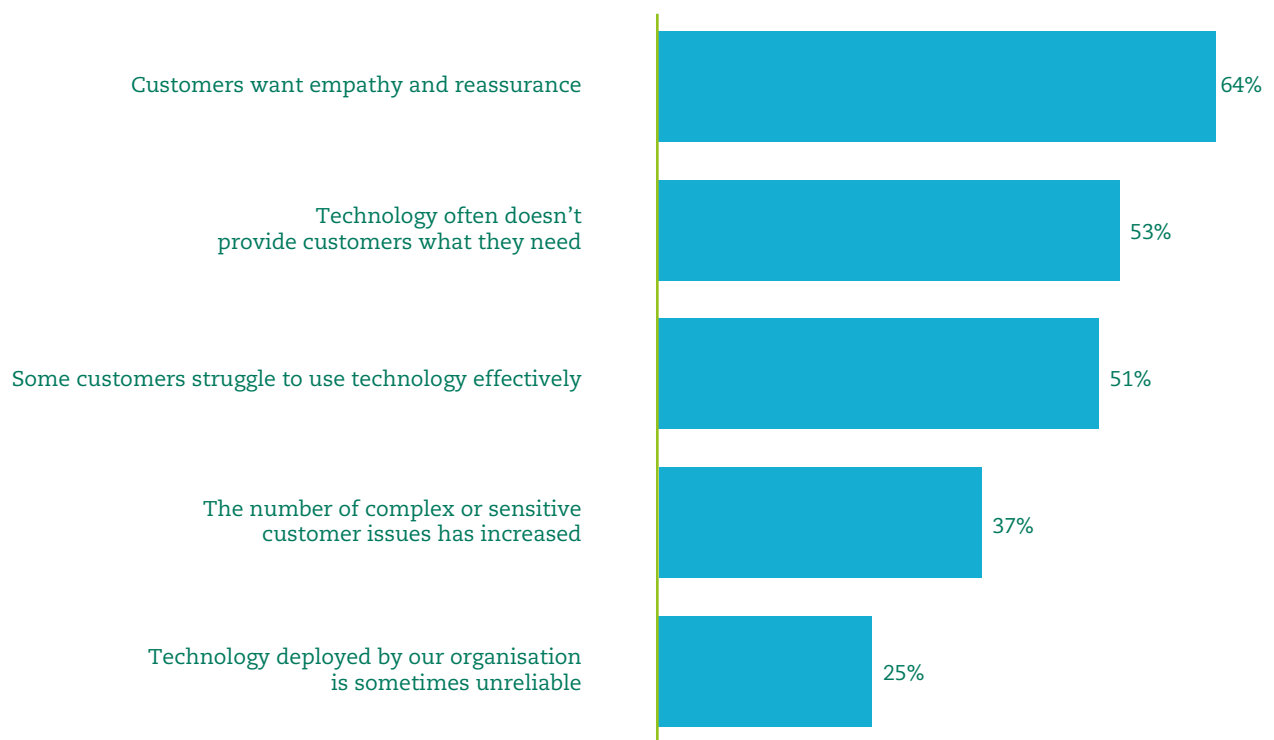 Customers want empathy and reassurance
64%
Technology often doesn’t
provide customers what they need
53%
Some customers struggle to use technology effectively
51%
The number of complex or sensitive
customer issues has increased
37%
Technology deployed by our organisation
is sometimes unreliable
25%